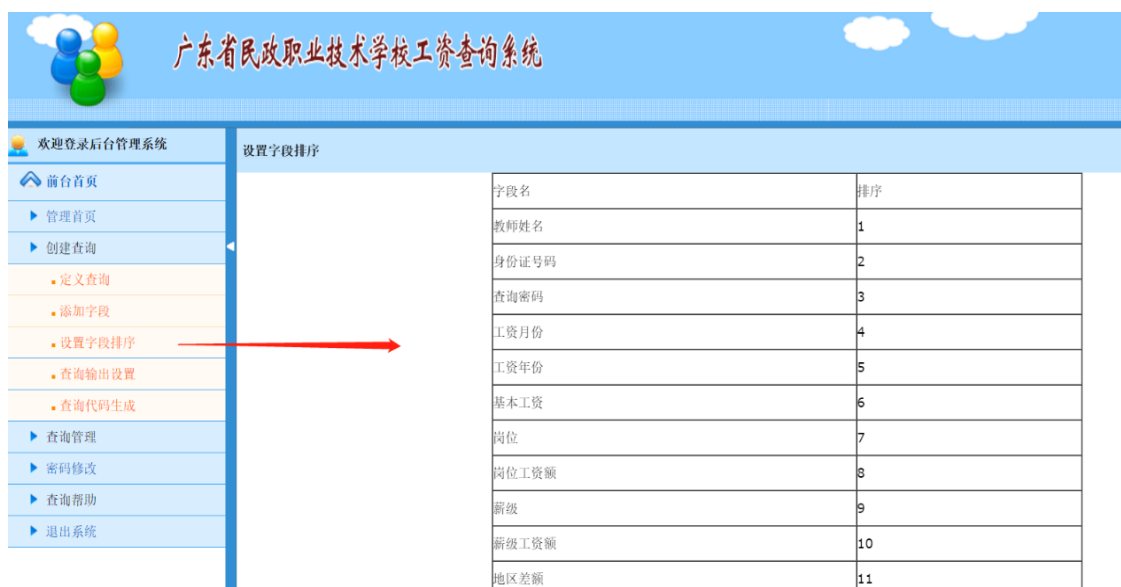 广东省民政职业技术学校工资查询系统
欢迎登录后台管理系统
前台首页
管理首页
创建查询
定义查询
添加字段
设置字段排序
查询输出设置
查询代码生成
查询管理
密码修改
查询帮助
退出系统
设置字段排序
字段名 排序
教师姓名 1
身份证号码 2
查询密码 3
工资月份 4
工资年份 5
基本工资 6
岗位 7
岗位工资额 8
薪级 9
薪级工资额 10
地区差额 11